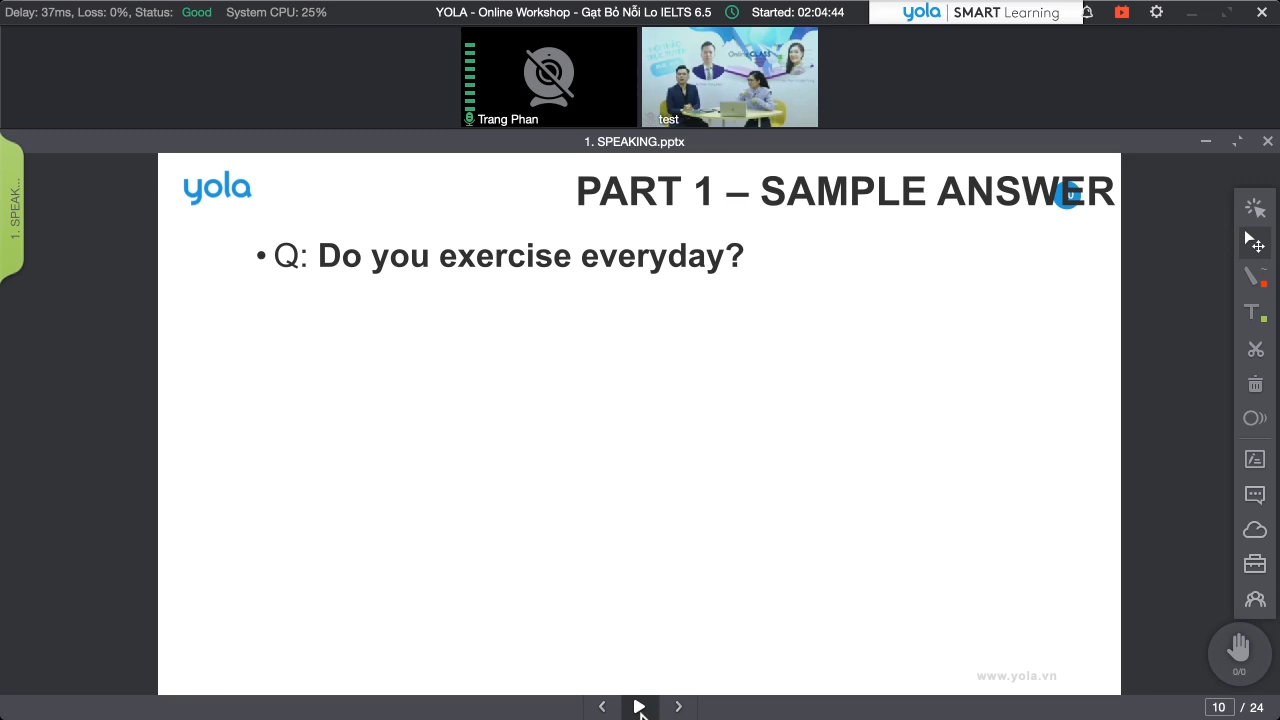 Delay: 37ms, Loss: 0%, Status: Good System CPU: 25%
YOLA - Online Workshop - Gạt Bỏ Nỗi Lo IELTS 6.5
Started: 02:04:44
yola | SMART Learning
Online CLASS
Trang Phan
test
1. SPEAKING.pptx
1. SPEAK...
yola
PART 1 – SAMPLE ANSWER
• Q: Do you exercise everyday?
www.yola.vn
0/0
10 / 24